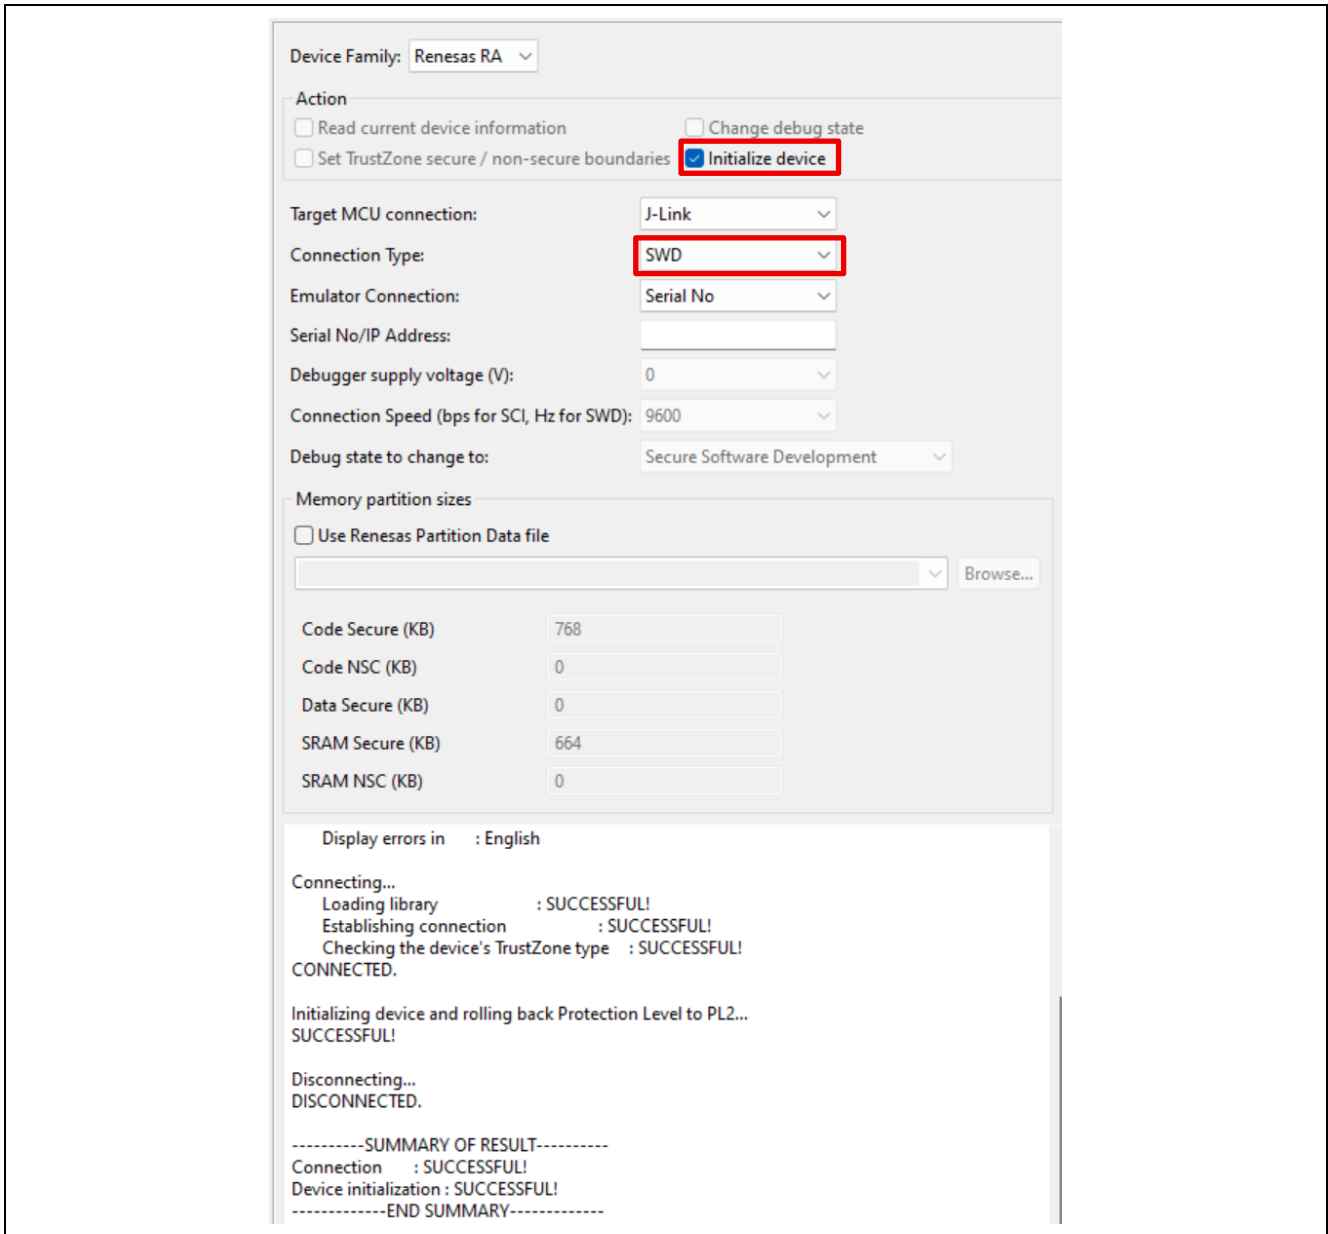 Device Family: Renesas RA
Action
Read current device information Change debug state
Set TrustZone secure / non-secure boundaries Initialize device
Target MCU connection: J-Link
Connection Type: SWD
Emulator Connection: Serial No
Serial No/IP Address:
Debugger supply voltage (V): 0
Connection Speed (bps for SCI, Hz for SWD): 9600
Debug state to change to: Secure Software Development
Memory partition sizes
Use Renesas Partition Data file
Browse...
Code Secure (KB) 768
Code NSC (KB) 0
Data Secure (KB) 0
SRAM Secure (KB) 664
SRAM NSC (KB) 0
Display errors in : English
Connecting...
Loading library : SUCCESSFUL!
Establishing connection : SUCCESSFUL!
Checking the device's TrustZone type : SUCCESSFUL!
CONNECTED.
Initializing device and rolling back Protection Level to PL2...
SUCCESSFUL!
Disconnecting...
DISCONNECTED.
----------SUMMARY OF RESULT----------
Connection : SUCCESSFUL!
Device initialization : SUCCESSFUL!
-------------END SUMMARY-------------